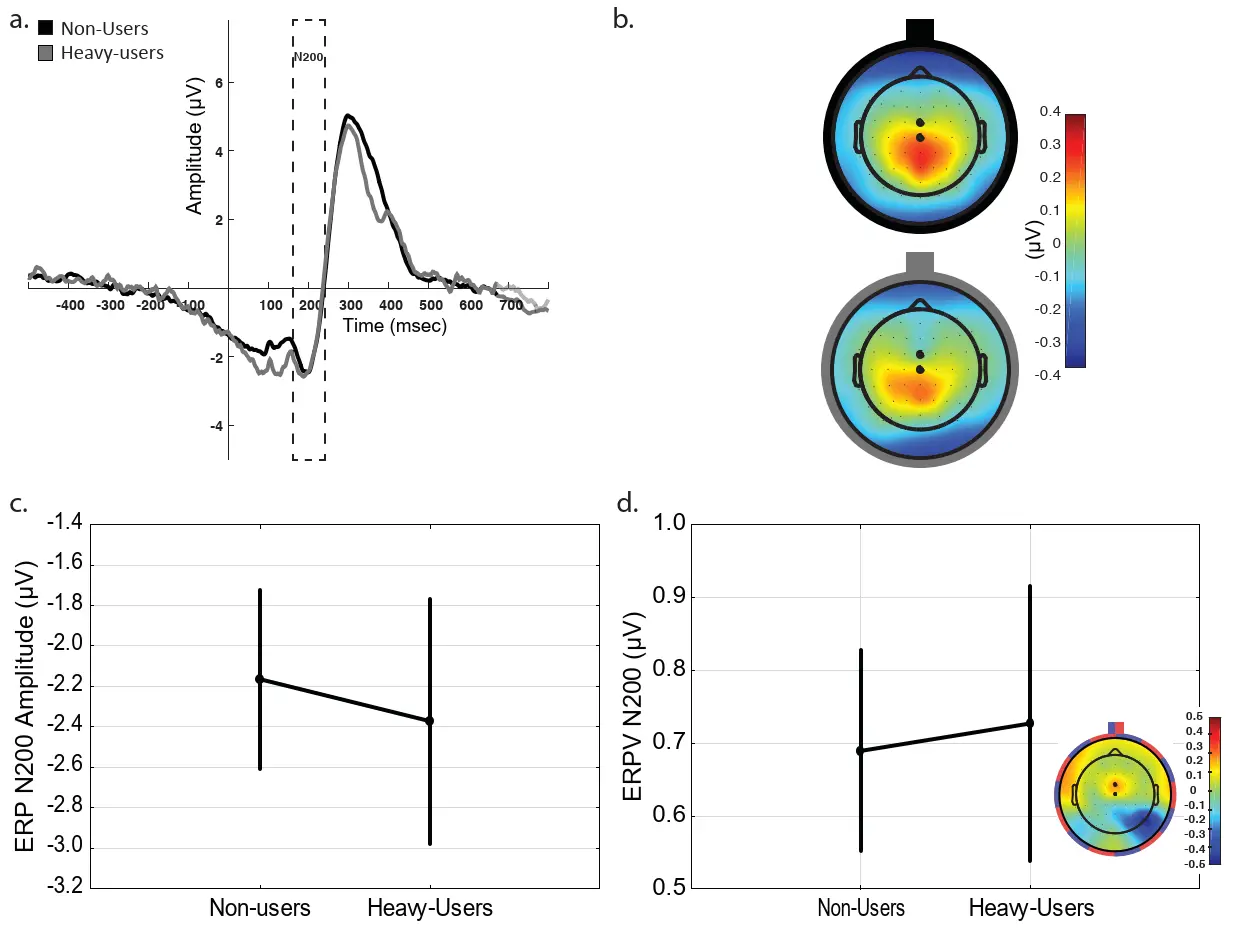 a.
Non-Users
Heavy-users
N200
Amplitude (µV)
6
4
2
-2
-4
-400 -300 -200 -100 100 200 300 400 500 600 700
Time (msec)
b.
0.4
0.3
0.2
0.1
0
-0.1
-0.2
-0.3
-0.4
(µV)
c.
ERP N200 Amplitude (µV)
-1.4
-1.6
-1.8
-2.0
-2.2
-2.4
-2.6
-2.8
-3.0
-3.2
Non-users Heavy-Users
d.
ERPV N200 (µV)
1.0
0.9
0.8
0.7
0.6
0.5
Non-Users Heavy-Users
0.6
0.4
0.3
0.2
0.1
0
-0.1
-0.2
-0.3
-0.4
-0.6